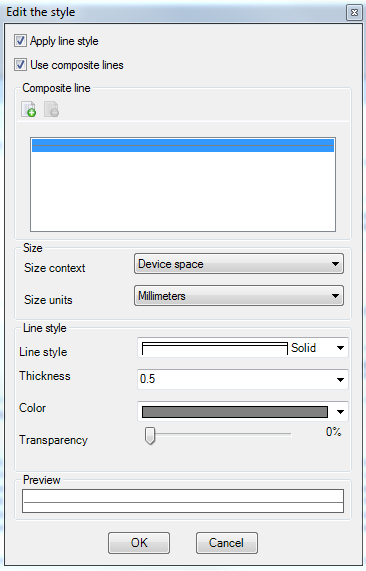 Edit the style
Apply line style
Use composite lines
Composite line
Size
Size context Device space
Size units Millimeters
Line style
Line style Solid
Thickness 0.5
Color
Transparency 0%
Preview
OK Cancel